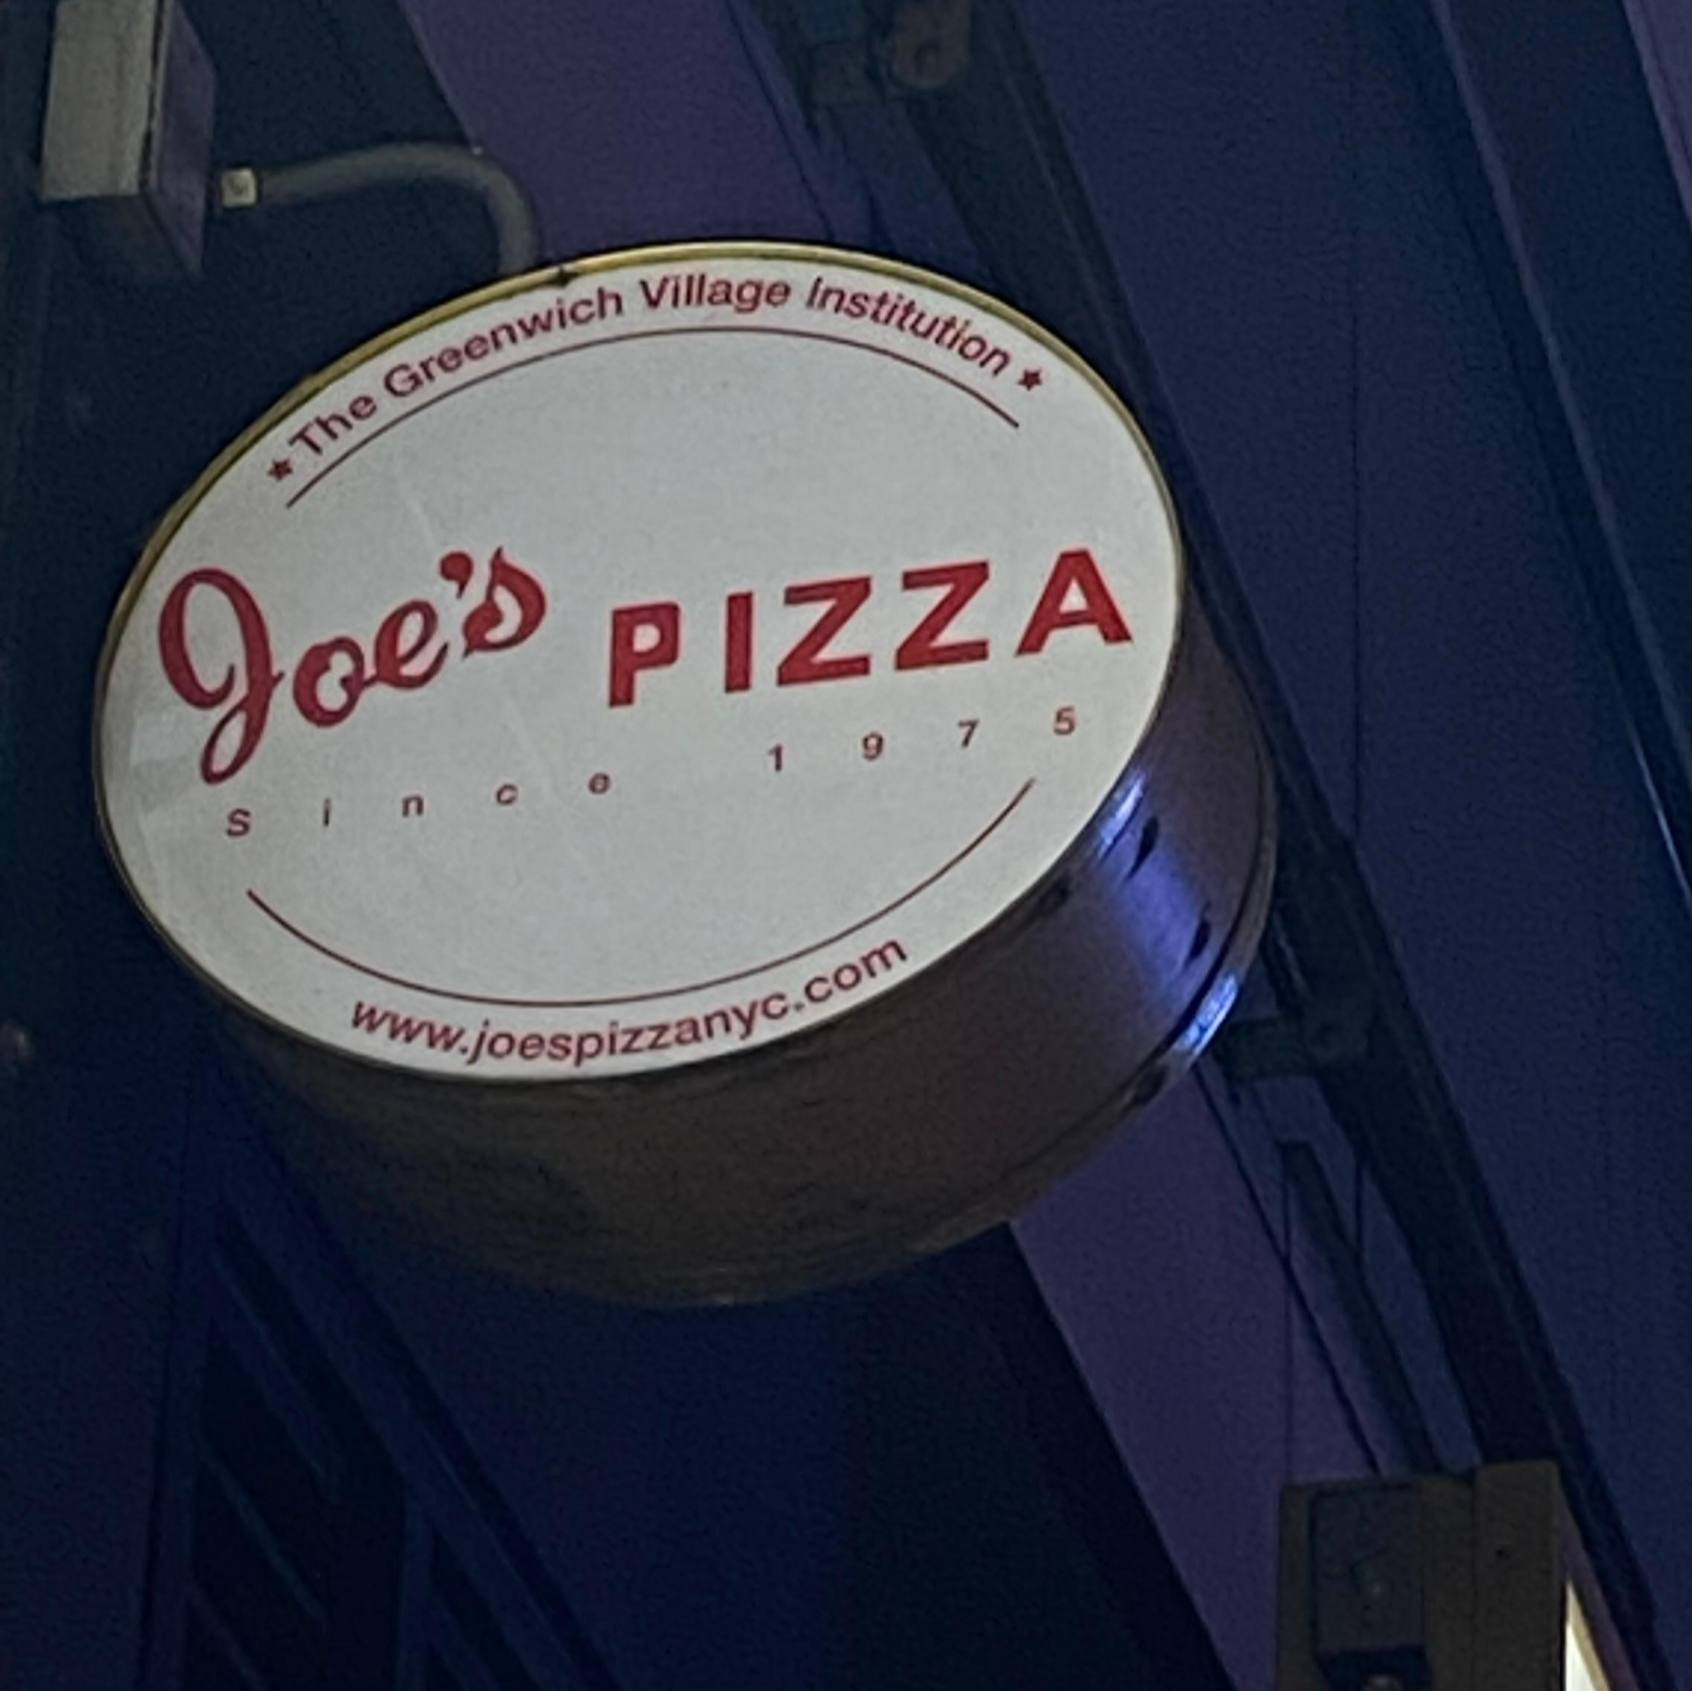 ★ The Greenwich Village Institution ★
Joe's PIZZA
Since 1975
www.joespizzanyc.com